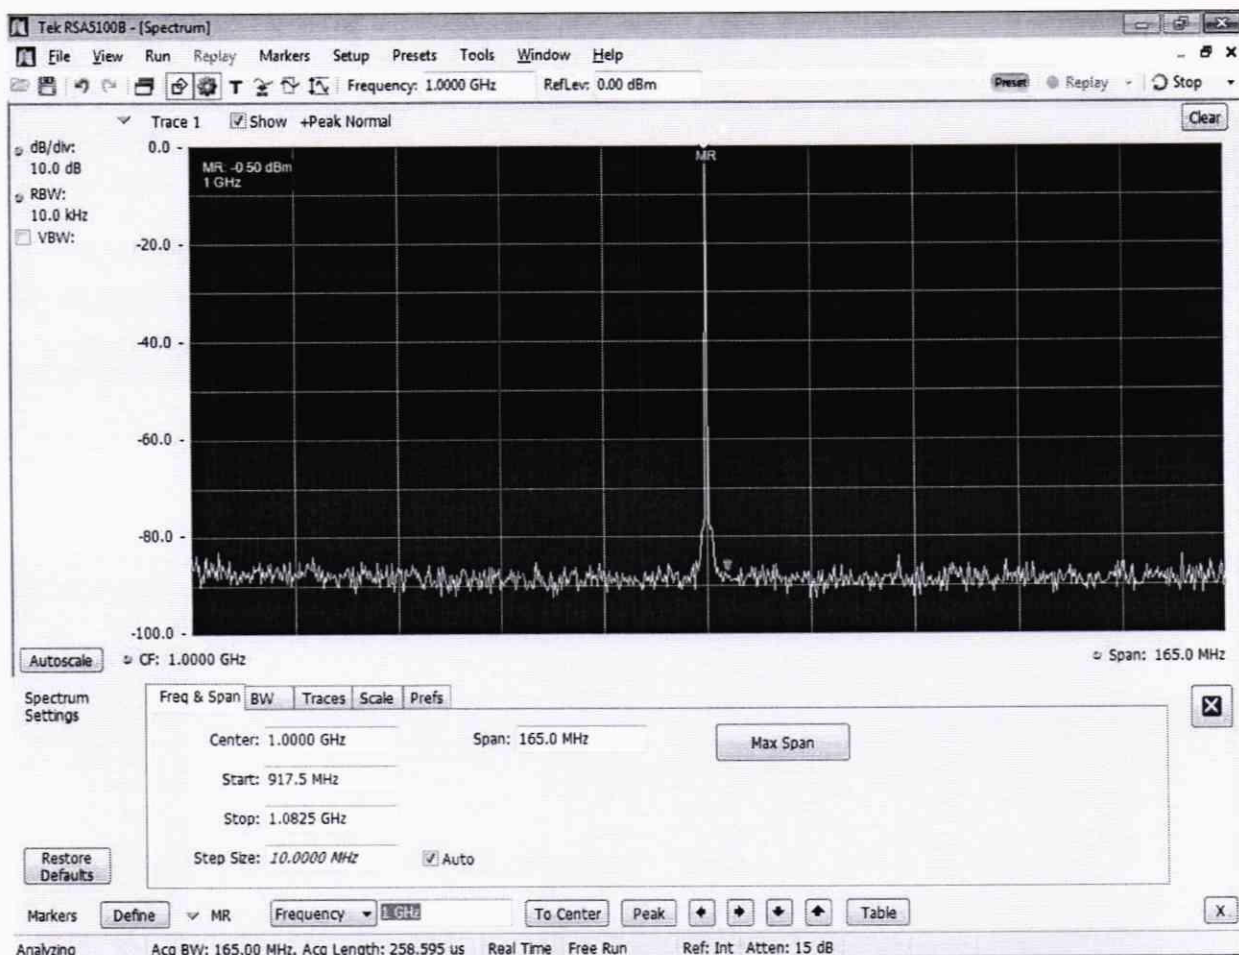 Tek RSA5100B - [Spectrum]
File View Run Replay Markers Setup Presets Tools Window Help
T Frequency: 1.0000 GHz RefLev: 0.00 dBm Preset Replay Stop
Trace 1 Show +Peak Normal Clear
dB/div:
10.0 dB
RBW:
10.0 kHz
VBW:
0.0 -
-20.0 -
-40.0 -
-60.0 -
-80.0 -
-100.0 -
MR: -0.50 dBm
1 GHz
MR
Autoscale CF: 1.0000 GHz Span: 165.0 MHz
Spectrum
Settings
Freq & Span BW Traces Scale Prefs
Center: 1.0000 GHz Span: 165.0 MHz Max Span
Start: 917.5 MHz
Stop: 1.0825 GHz
Step Size: 10.0000 MHz Auto
Restore
Defaults
Markers Define MR Frequency 1 GHz To Center Peak Table X
Analyzing Acq BW: 165.00 MHz, Acq Length: 258.595 us Real Time Free Run Ref: Int Atten: 15 dB